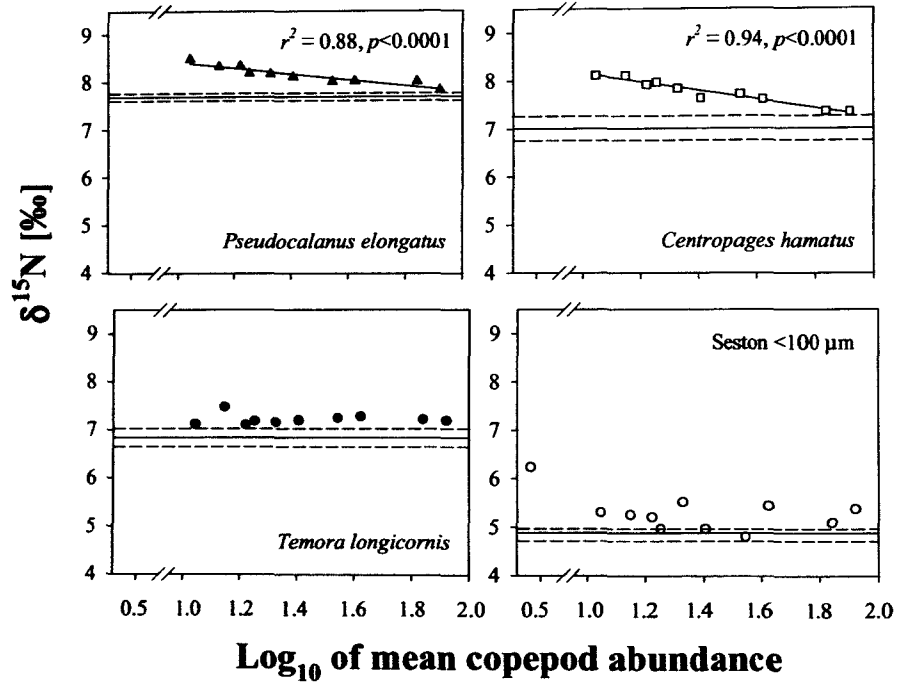 δ¹⁵N [‰]
9
8
7
6
5
4
r² = 0.88, p<0.0001
Pseudocalanus elongatus
r² = 0.94, p<0.0001
9
8
7
6
5
4
Centropages hamatus
9
8
7
6
5
4
Temora longicornis
0.5 1.0 1.2 1.4 1.6 1.8 2.0
9
8
7
6
5
4
Seston <100 µm
0.5 1.0 1.2 1.4 1.6 1.8 2.0
Log₁₀ of mean copepod abundance